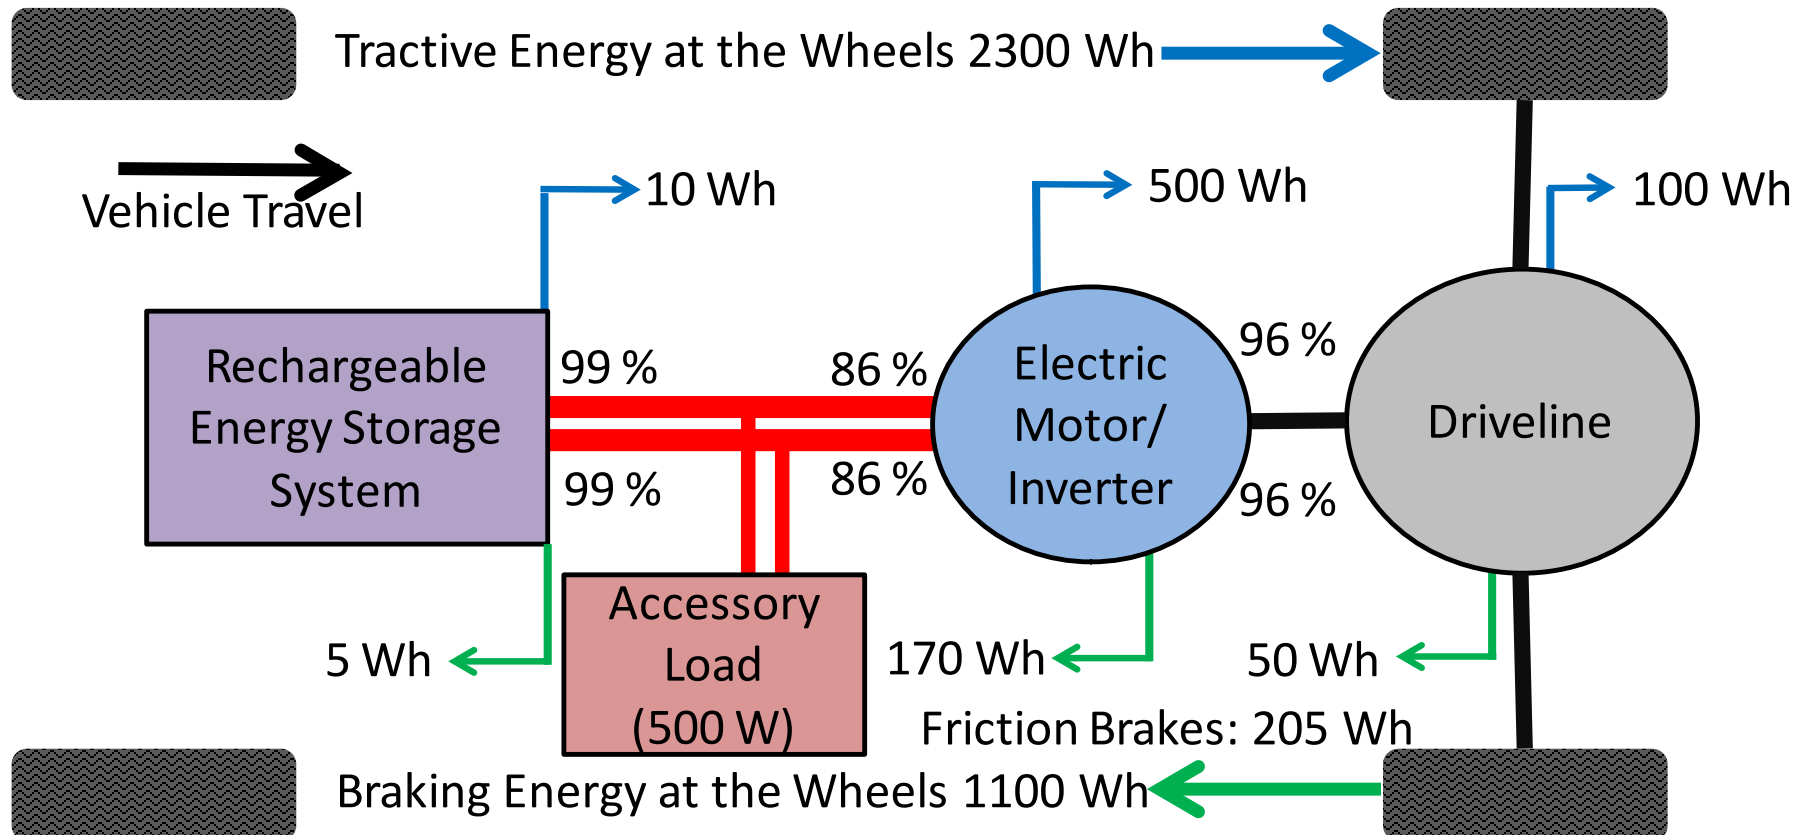 Tractive Energy at the Wheels 2300 Wh
Vehicle Travel
10 Wh
500 Wh
100 Wh
Rechargeable
Energy Storage
System
99 %
99 %
86 %
86 %
Electric
Motor/
Inverter
96 %
96 %
Driveline
Accessory
Load
(500 W)
5 Wh
170 Wh
50 Wh
Friction Brakes: 205 Wh
Braking Energy at the Wheels 1100 Wh